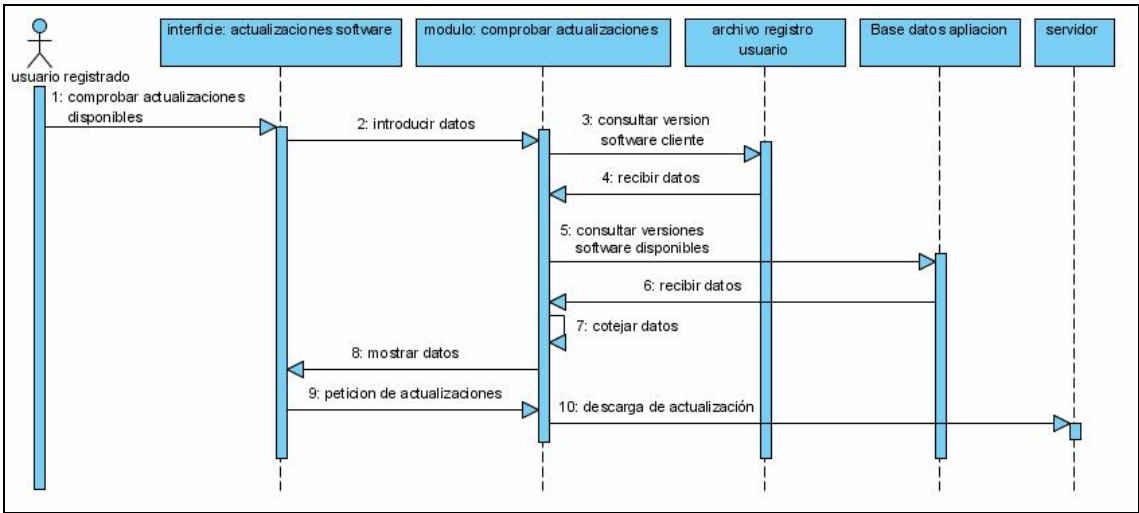 interficie: actualizaciones software
modulo: comprobar actualizaciones
archivo registro
usuario
Base datos apliacion
servidor
usuario registrado
1: comprobar actualizaciones
disponibles
2: introducir datos
3: consultar version
software cliente
4: recibir datos
5: consultar versiones
software disponibles
6: recibir datos
7: cotejar datos
8: mostrar datos
9: peticion de actualizaciones
10: descarga de actualización